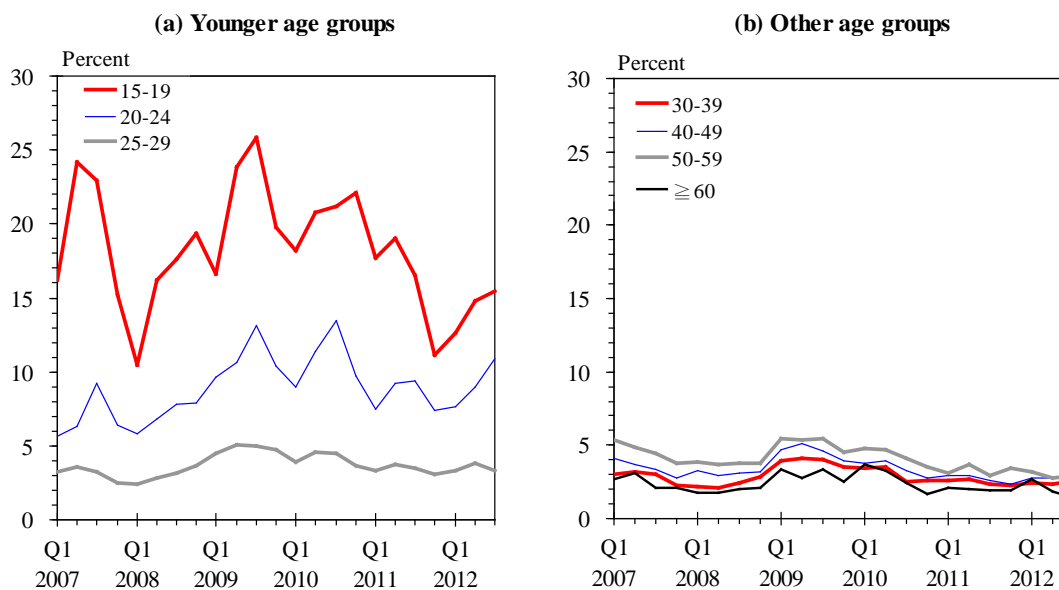 (a) Younger age groups
Percent
30
25
20
15
10
5
0
15-19
20-24
25-29
Q1 Q1 Q1 Q1 Q1 Q1
2007 2008 2009 2010 2011 2012
(b) Other age groups
Percent
30
25
20
15
10
5
0
30-39
40-49
50-59
≧60
Q1 Q1 Q1 Q1 Q1 Q1
2007 2008 2009 2010 2011 2012